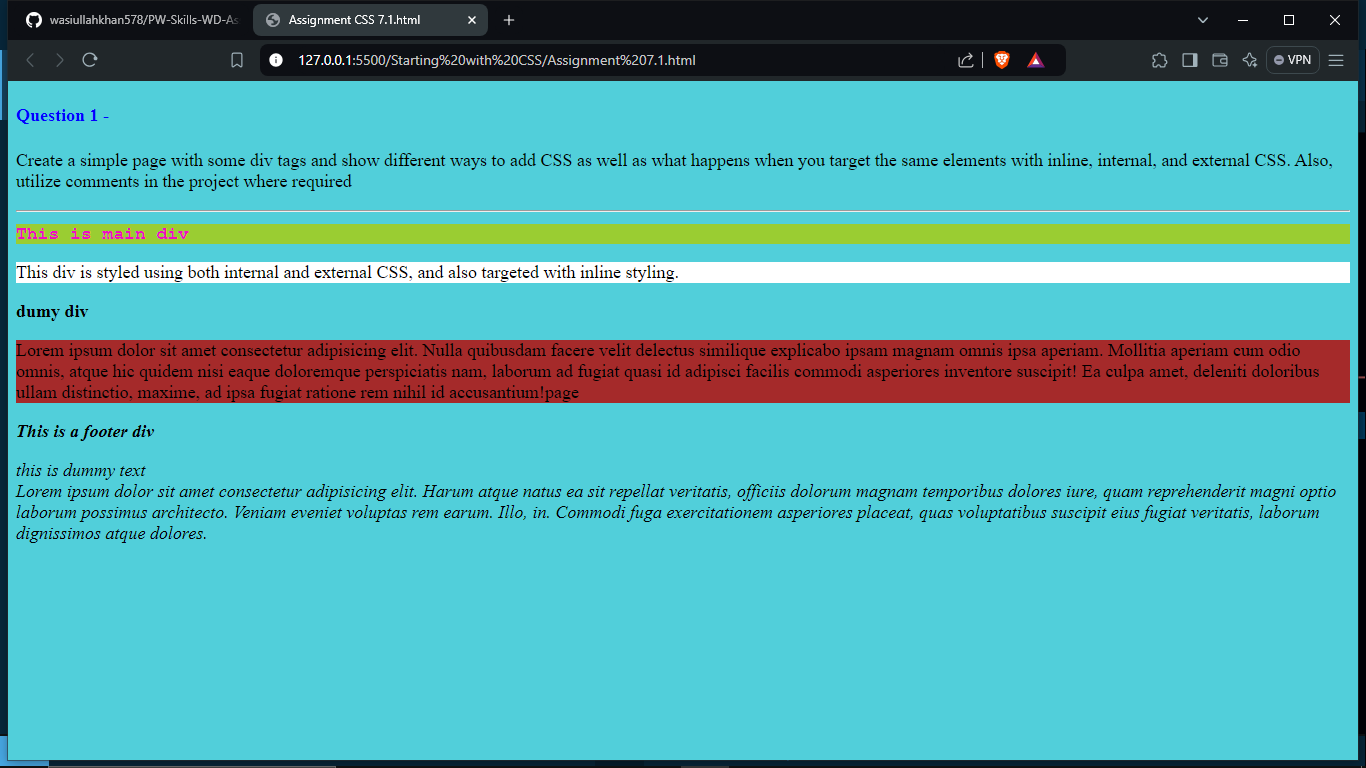 wasiullahkhan578/PW-Skills-WD-As
Assignment CSS 7.1.html
127.0.0.1:5500/Starting%20with%20CSS/Assignment%207.1.html
VPN
Question 1 -
Create a simple page with some div tags and show different ways to add CSS as well as what happens when you target the same elements with inline, internal, and external CSS. Also,
utilize comments in the project where required
This is main div
This div is styled using both internal and external CSS, and also targeted with inline styling.
dumy div
Lorem ipsum dolor sit amet consectetur adipisicing elit. Nulla quibusdam facere velit delectus similique explicabo ipsam magnam omnis ipsa aperiam. Mollitia aperiam cum odio
omnis, atque hic quidem nisi eaque doloremque perspiciatis nam, laborum ad fugiat quasi id adipisci facilis commodi asperiores inventore suscipit! Ea culpa amet, deleniti doloribus
ullam distinctio, maxime, ad ipsa fugiat ratione rem nihil id accusantium!page
This is a footer div
this is dummy text
Lorem ipsum dolor sit amet consectetur adipisicing elit. Harum atque natus ea sit repellat veritatis, officiis dolorum magnam temporibus dolores iure, quam reprehenderit magni optio
laborum possimus architecto. Veniam eveniet voluptas rem earum. Illo, in. Commodi fuga exercitationem asperiores placeat, quas voluptatibus suscipit eius fugiat veritatis, laborum
dignissimos atque dolores.